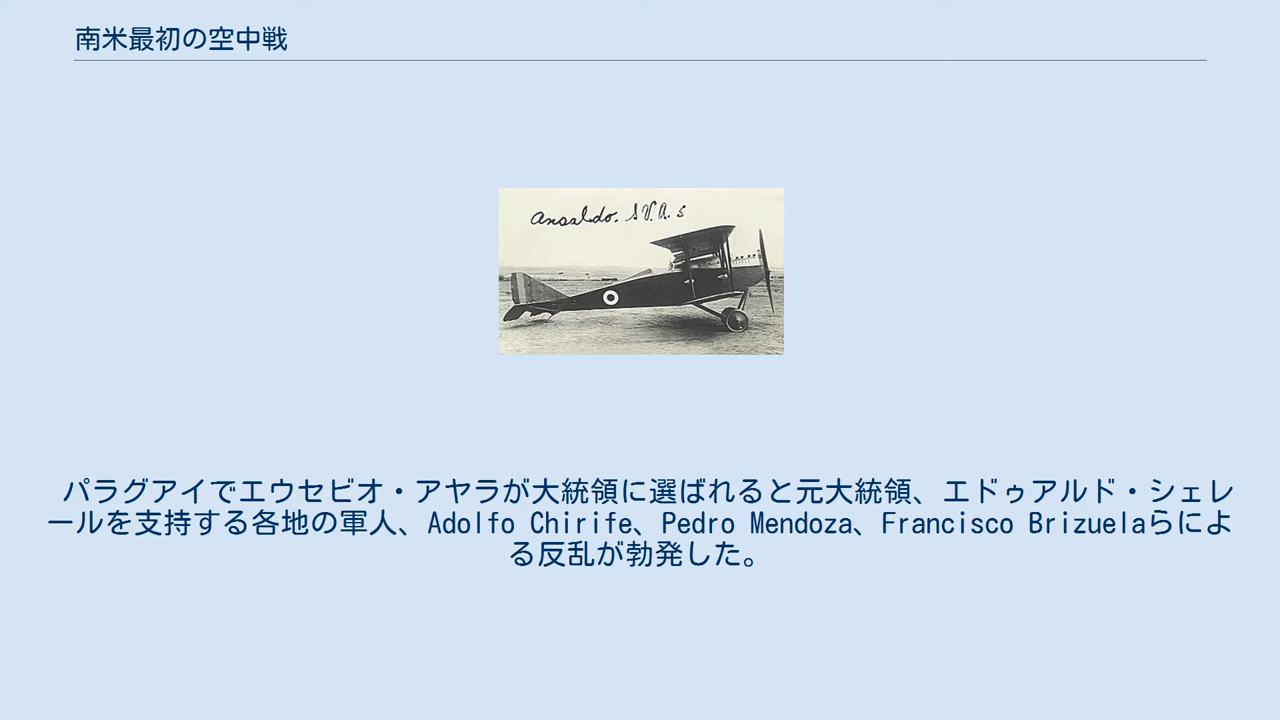 南米最初の空中戦
Ansaldo. S.V.A. 5
パラグアイでエウセビオ・アヤラが大統領に選ばれると元大統領、エドゥアルド・シェレ
ールを支持する各地の軍人、Adolfo Chirife、Pedro Mendoza、Francisco Brizuelaらによ
る反乱が勃発した。